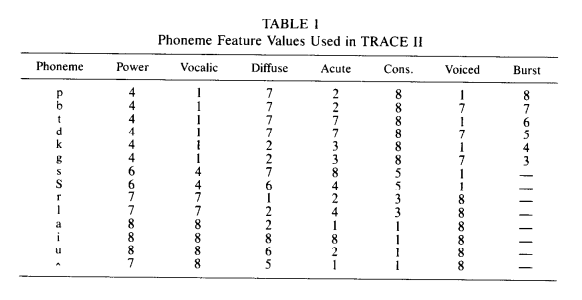 TABLE 1
Phoneme Feature Values Used in TRACE II
Phoneme Power Vocalic Diffuse Acute Cons. Voiced Burst
p 4 1 7 2 8 1 8
b 4 1 7 2 8 7 7
t 4 1 7 7 8 1 6
d 4 1 7 7 8 7 5
k 4 1 2 3 8 1 4
g 4 1 2 3 8 7 3
s 6 4 7 8 5 1 —
S 6 4 6 4 5 1 —
r 7 7 1 2 3 8 —
l 7 7 2 4 3 8 —
a 8 8 2 1 1 8 —
i 8 8 8 8 1 8 —
u 8 8 6 2 1 8 —
^ 7 8 5 1 1 8 —